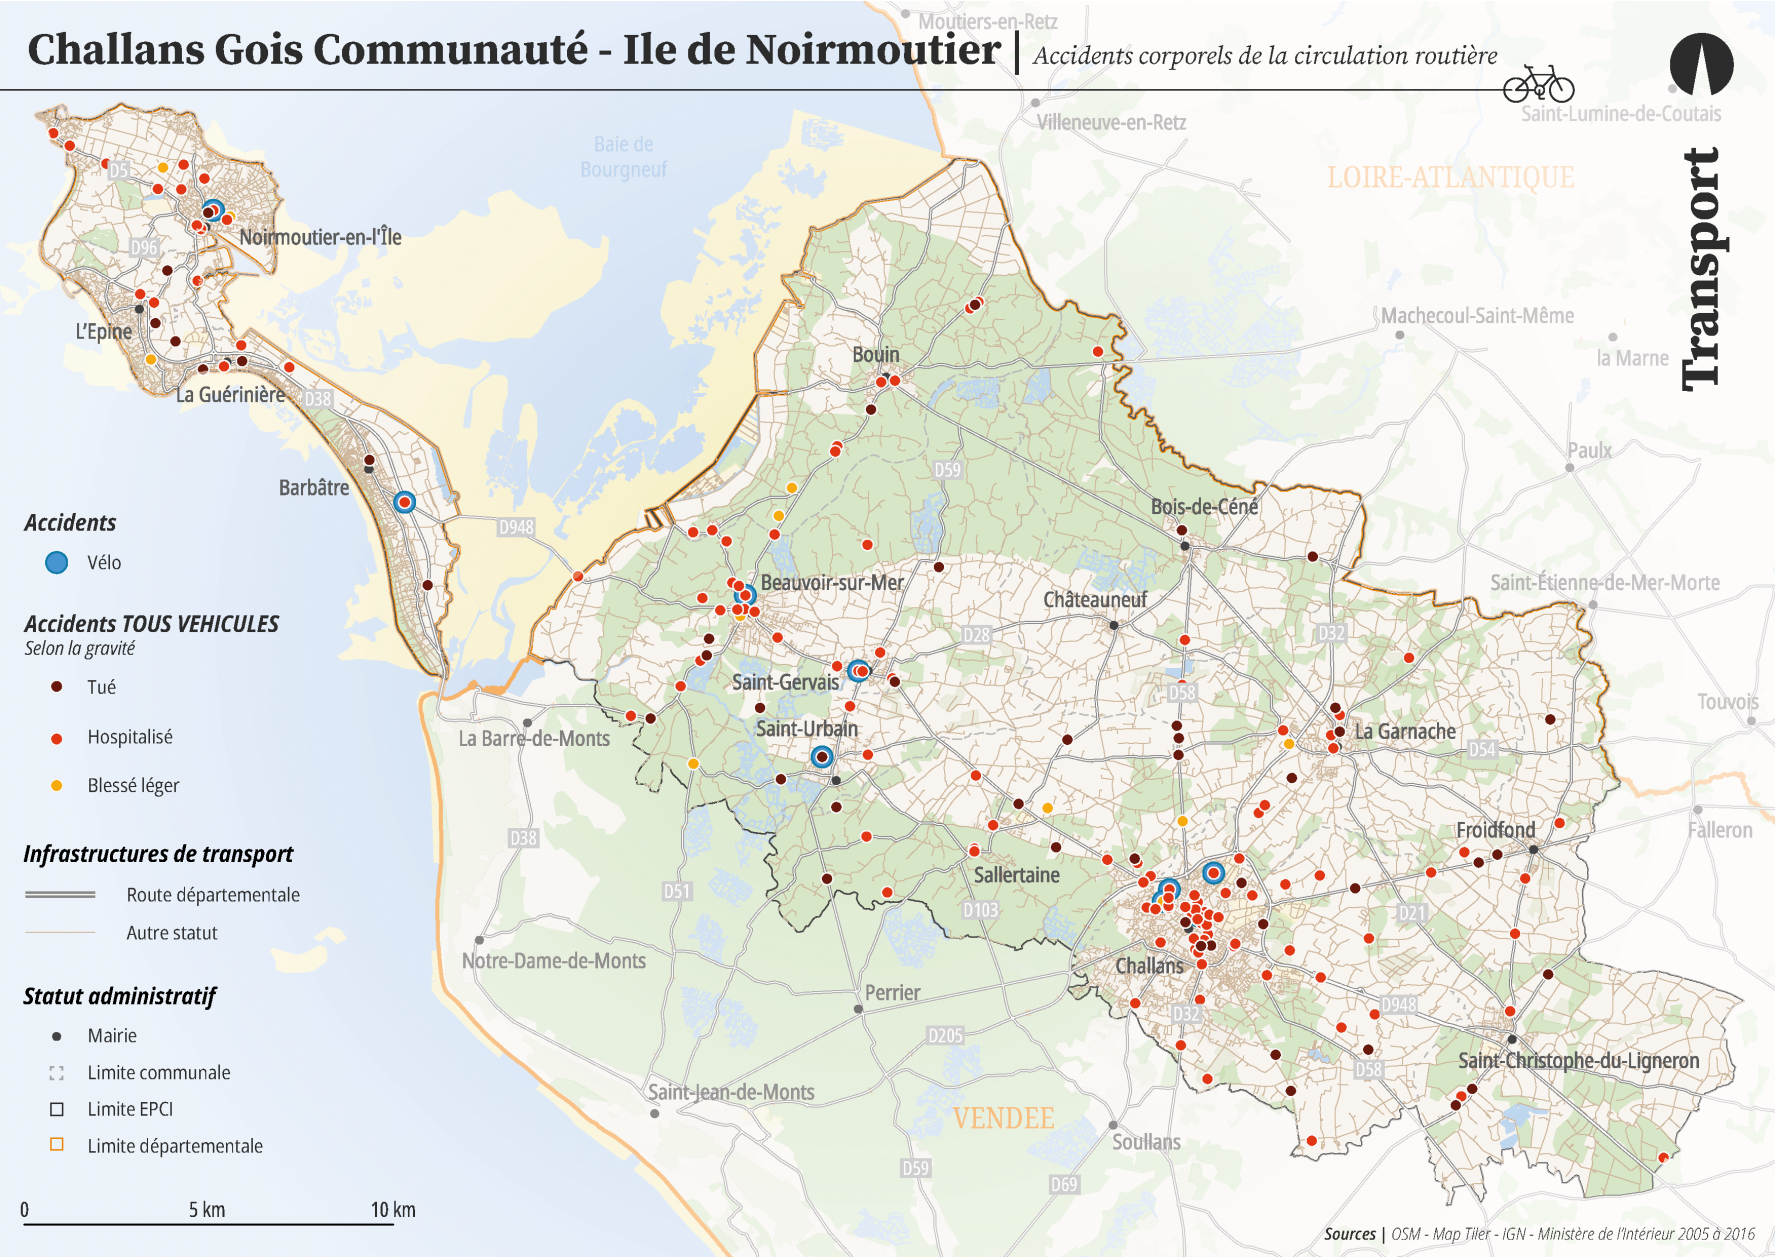 Challans Gois Communauté - Ile de Noirmoutier | Accidents corporels de la circulation routière
Transport
Moutiers-en-Retz
Villeneuve-en-Retz
Saint-Lumine-de-Coutais
Baie de
Bourgneuf
LOIRE-ATLANTIQUE
D5
D96
Noirmoutier-en-l'Île
L'Epine
La Guérinière
D38
Barbâtre
D948
Bouin
D59
Machecoul-Saint-Même
la Marne
Paulx
Bois-de-Céné
Saint-Étienne-de-Mer-Morte
Beauvoir-sur-Mer
Châteauneuf
D28
D32
Saint-Gervais
D58
Touvois
Saint-Urbain
La Garnache
D54
La Barre-de-Monts
D38
Froidfond
Falleron
Sallertaine
D51
D103
D21
Notre-Dame-de-Monts
Challans
Perrier
D32
D948
D205
Saint-Christophe-du-Ligneron
D58
Saint-Jean-de-Monts
VENDEE
Soullans
D59
D69
Accidents
Vélo
Accidents TOUS VEHICULES
Selon la gravité
Tué
Hospitalisé
Blessé léger
Infrastructures de transport
Route départementale
Autre statut
Statut administratif
Mairie
Limite communale
Limite EPCI
Limite départementale
0 5 km 10 km
Sources | OSM - Map Tiler - IGN - Ministère de l'Intérieur 2005 à 2016